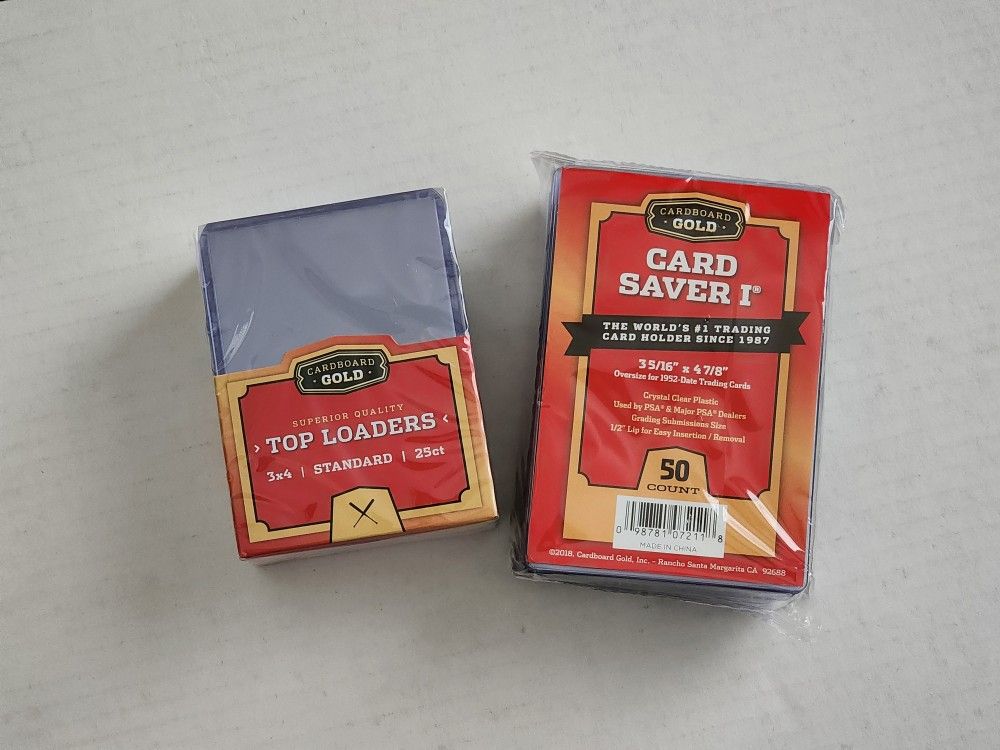 CARDBOARD
GOLD
SUPERIOR QUALITY
› TOP LOADERS ‹
3x4 | STANDARD | 25ct
CARDBOARD
· GOLD ·
CARD
SAVER I®
THE WORLD'S #1 TRADING
CARD HOLDER SINCE 1987
3 5/16" x 4 7/8"
Oversize for 1952-Date Trading Cards
Crystal Clear Plastic
Used by PSA® & Major PSA® Dealers
Grading Submissions Size
1/2" Lip for Easy Insertion / Removal
50
COUNT
0 98781 07211 8
MADE IN CHINA
©2018, Cardboard Gold, Inc. - Rancho Santa Margarita CA 92688